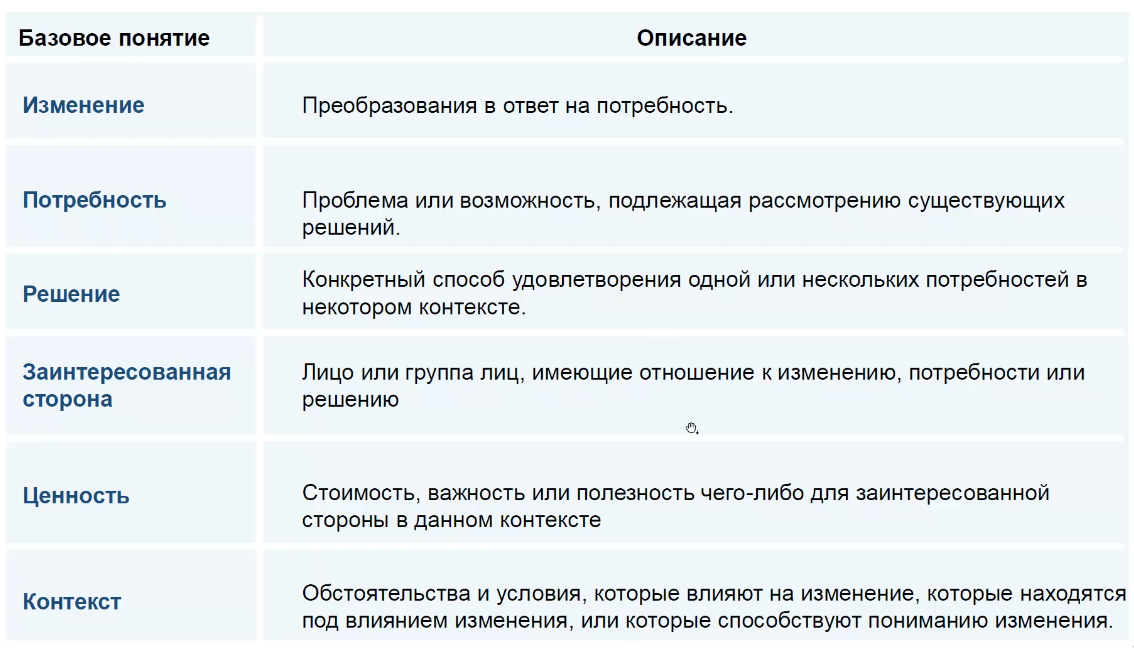 Базовое понятие
Описание
Изменение
Преобразования в ответ на потребность.
Потребность
Проблема или возможность, подлежащая рассмотрению существующих
решений.
Решение
Конкретный способ удовлетворения одной или нескольких потребностей в
некотором контексте.
Заинтересованная
сторона
Лицо или группа лиц, имеющие отношение к изменению, потребности или
решению
Ценность
Стоимость, важность или полезность чего-либо для заинтересованной
стороны в данном контексте
Контекст
Обстоятельства и условия, которые влияют на изменение, которые находятся
под влиянием изменения, или которые способствуют пониманию изменения.